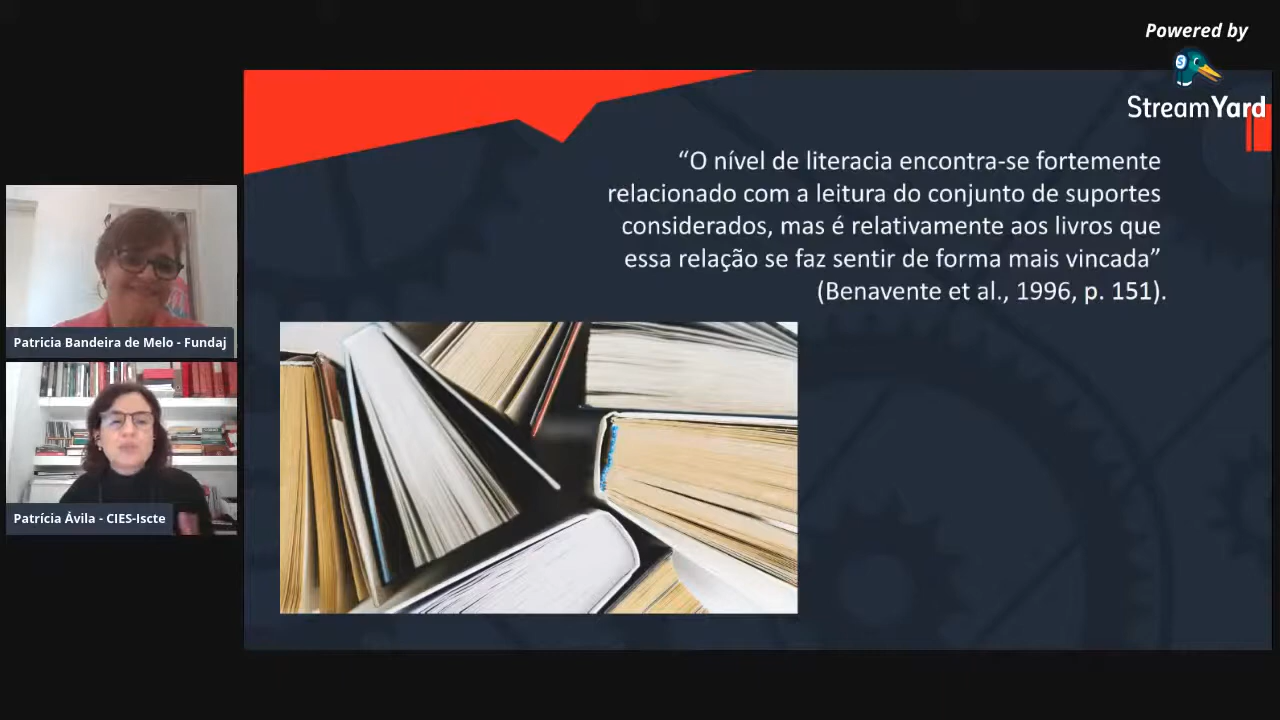 Powered by
StreamYard
“O nível de literacia encontra-se fortemente
relacionado com a leitura do conjunto de suportes
considerados, mas é relativamente aos livros que
essa relação se faz sentir de forma mais vincada”
(Benavente et al., 1996, p. 151).
Patricia Bandeira de Melo - Fundaj
Patrícia Ávila - CIES-Iscte